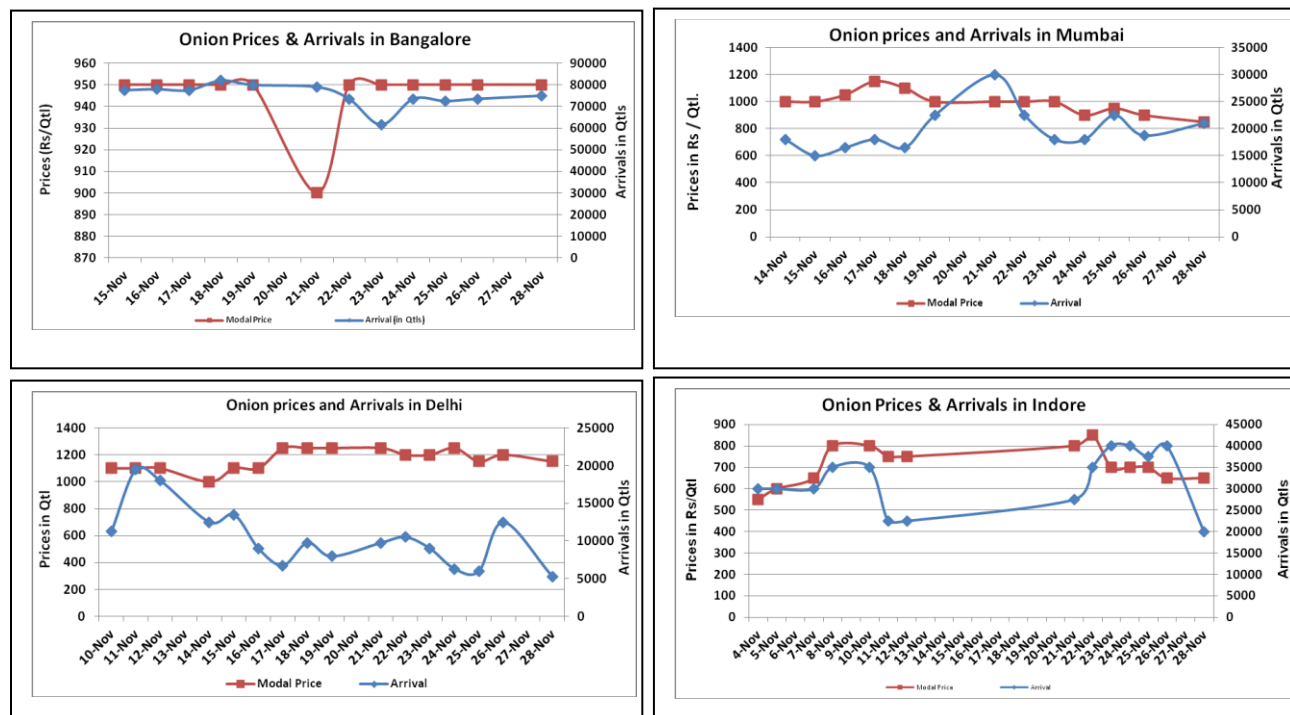 Onion Prices & Arrivals in Bangalore
Prices (Rs/Qtl)
960
950
940
930
920
910
900
890
880
870
90000
80000
70000
60000
50000
40000
30000
20000
10000
0
Arrivals in Qtls
15-Nov
16-Nov
17-Nov
18-Nov
19-Nov
20-Nov
21-Nov
22-Nov
23-Nov
24-Nov
25-Nov
26-Nov
27-Nov
28-Nov
Modal Price
Arrival (in Qtls)
Onion prices and Arrivals in Mumbai
Prices in Rs / Qtl.
1400
1200
1000
800
600
400
200
0
35000
30000
25000
20000
15000
10000
5000
0
Arrivals in Qtls
14-Nov
15-Nov
16-Nov
17-Nov
18-Nov
19-Nov
20-Nov
21-Nov
22-Nov
23-Nov
24-Nov
25-Nov
26-Nov
27-Nov
28-Nov
Modal Price
Arrival
Onion prices and Arrivals in Delhi
Prices in Qtl
1400
1200
1000
800
600
400
200
0
25000
20000
15000
10000
5000
0
Arrivals in Qtls
10-Nov
11-Nov
12-Nov
13-Nov
14-Nov
15-Nov
16-Nov
17-Nov
18-Nov
19-Nov
20-Nov
21-Nov
22-Nov
23-Nov
24-Nov
25-Nov
26-Nov
27-Nov
28-Nov
Modal Price
Arrival
Onion Prices & Arrivals in Indore
Prices in Rs/Qtl
900
800
700
600
500
400
300
200
100
0
45000
40000
35000
30000
25000
20000
15000
10000
5000
0
Arrivals in Qtls
4-Nov
5-Nov
6-Nov
7-Nov
8-Nov
9-Nov
10-Nov
11-Nov
12-Nov
13-Nov
14-Nov
15-Nov
16-Nov
17-Nov
18-Nov
19-Nov
20-Nov
21-Nov
22-Nov
23-Nov
24-Nov
25-Nov
26-Nov
27-Nov
28-Nov
Modal Price
Arrival